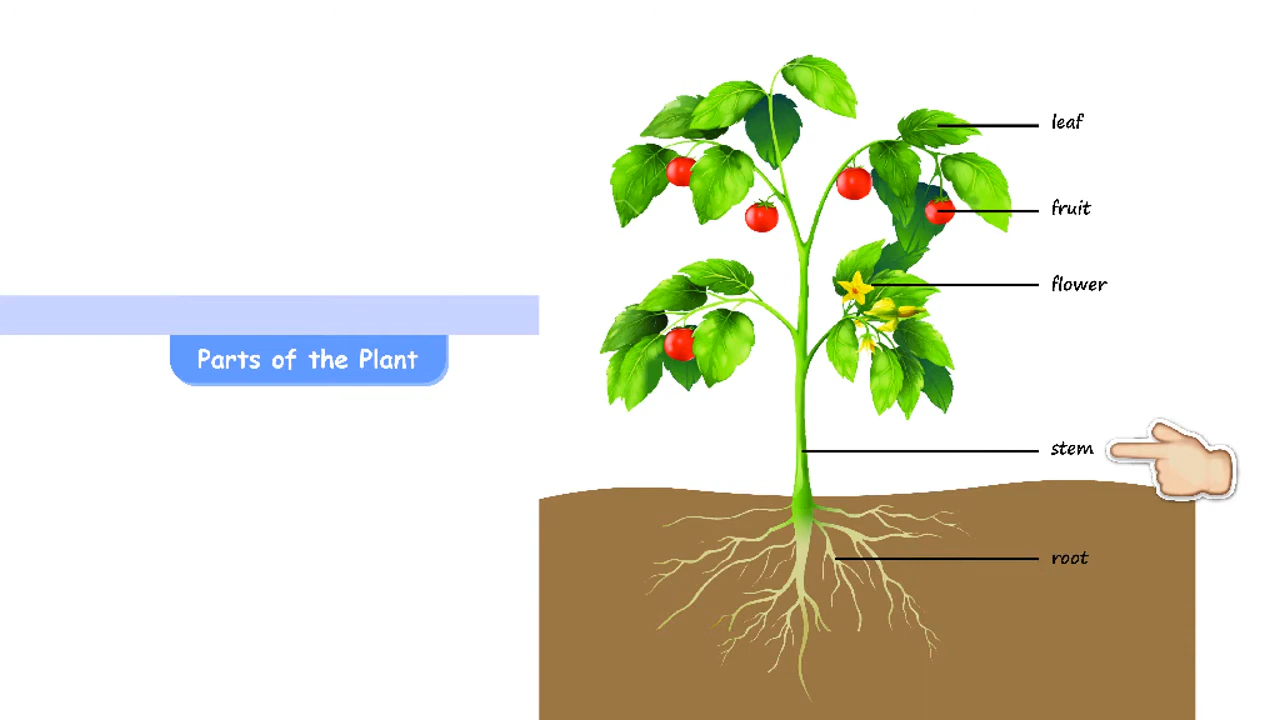 Parts of the Plant
leaf
fruit
flower
stem
root